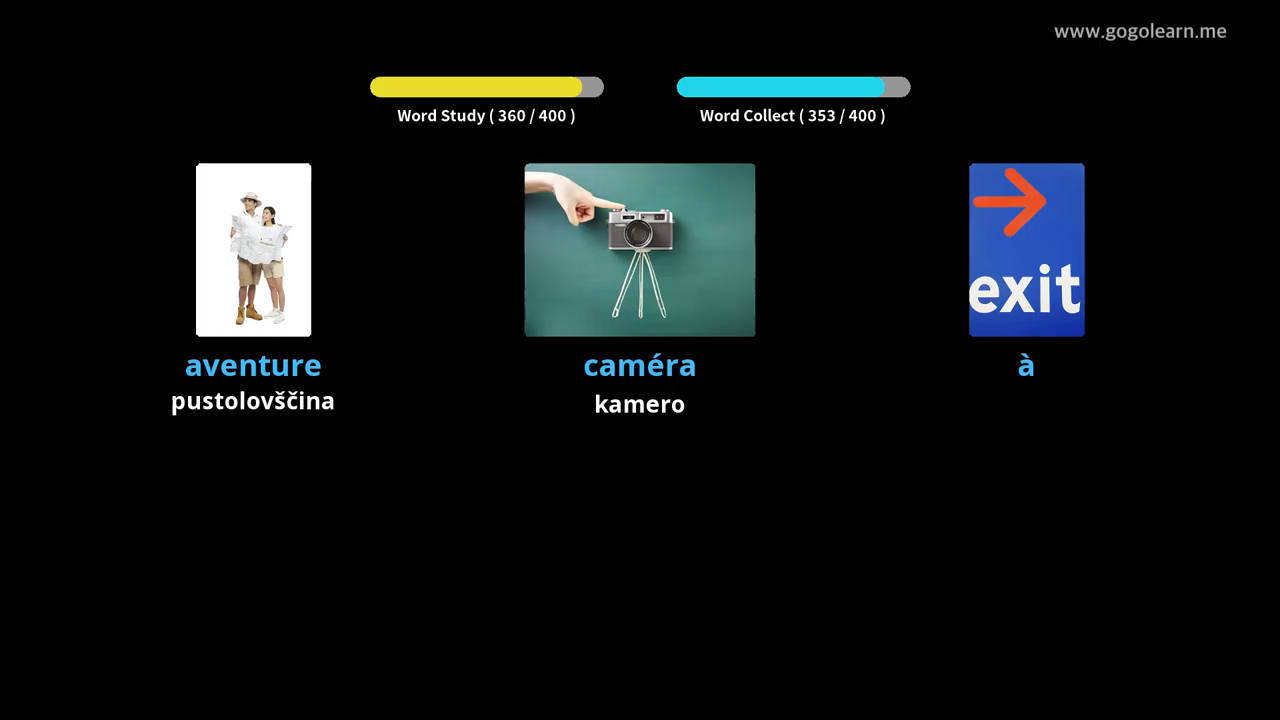 www.gogolearn.me
Word Study ( 360 / 400 )
Word Collect ( 353 / 400 )
exit
aventure
caméra
à
pustolovščina
kamero